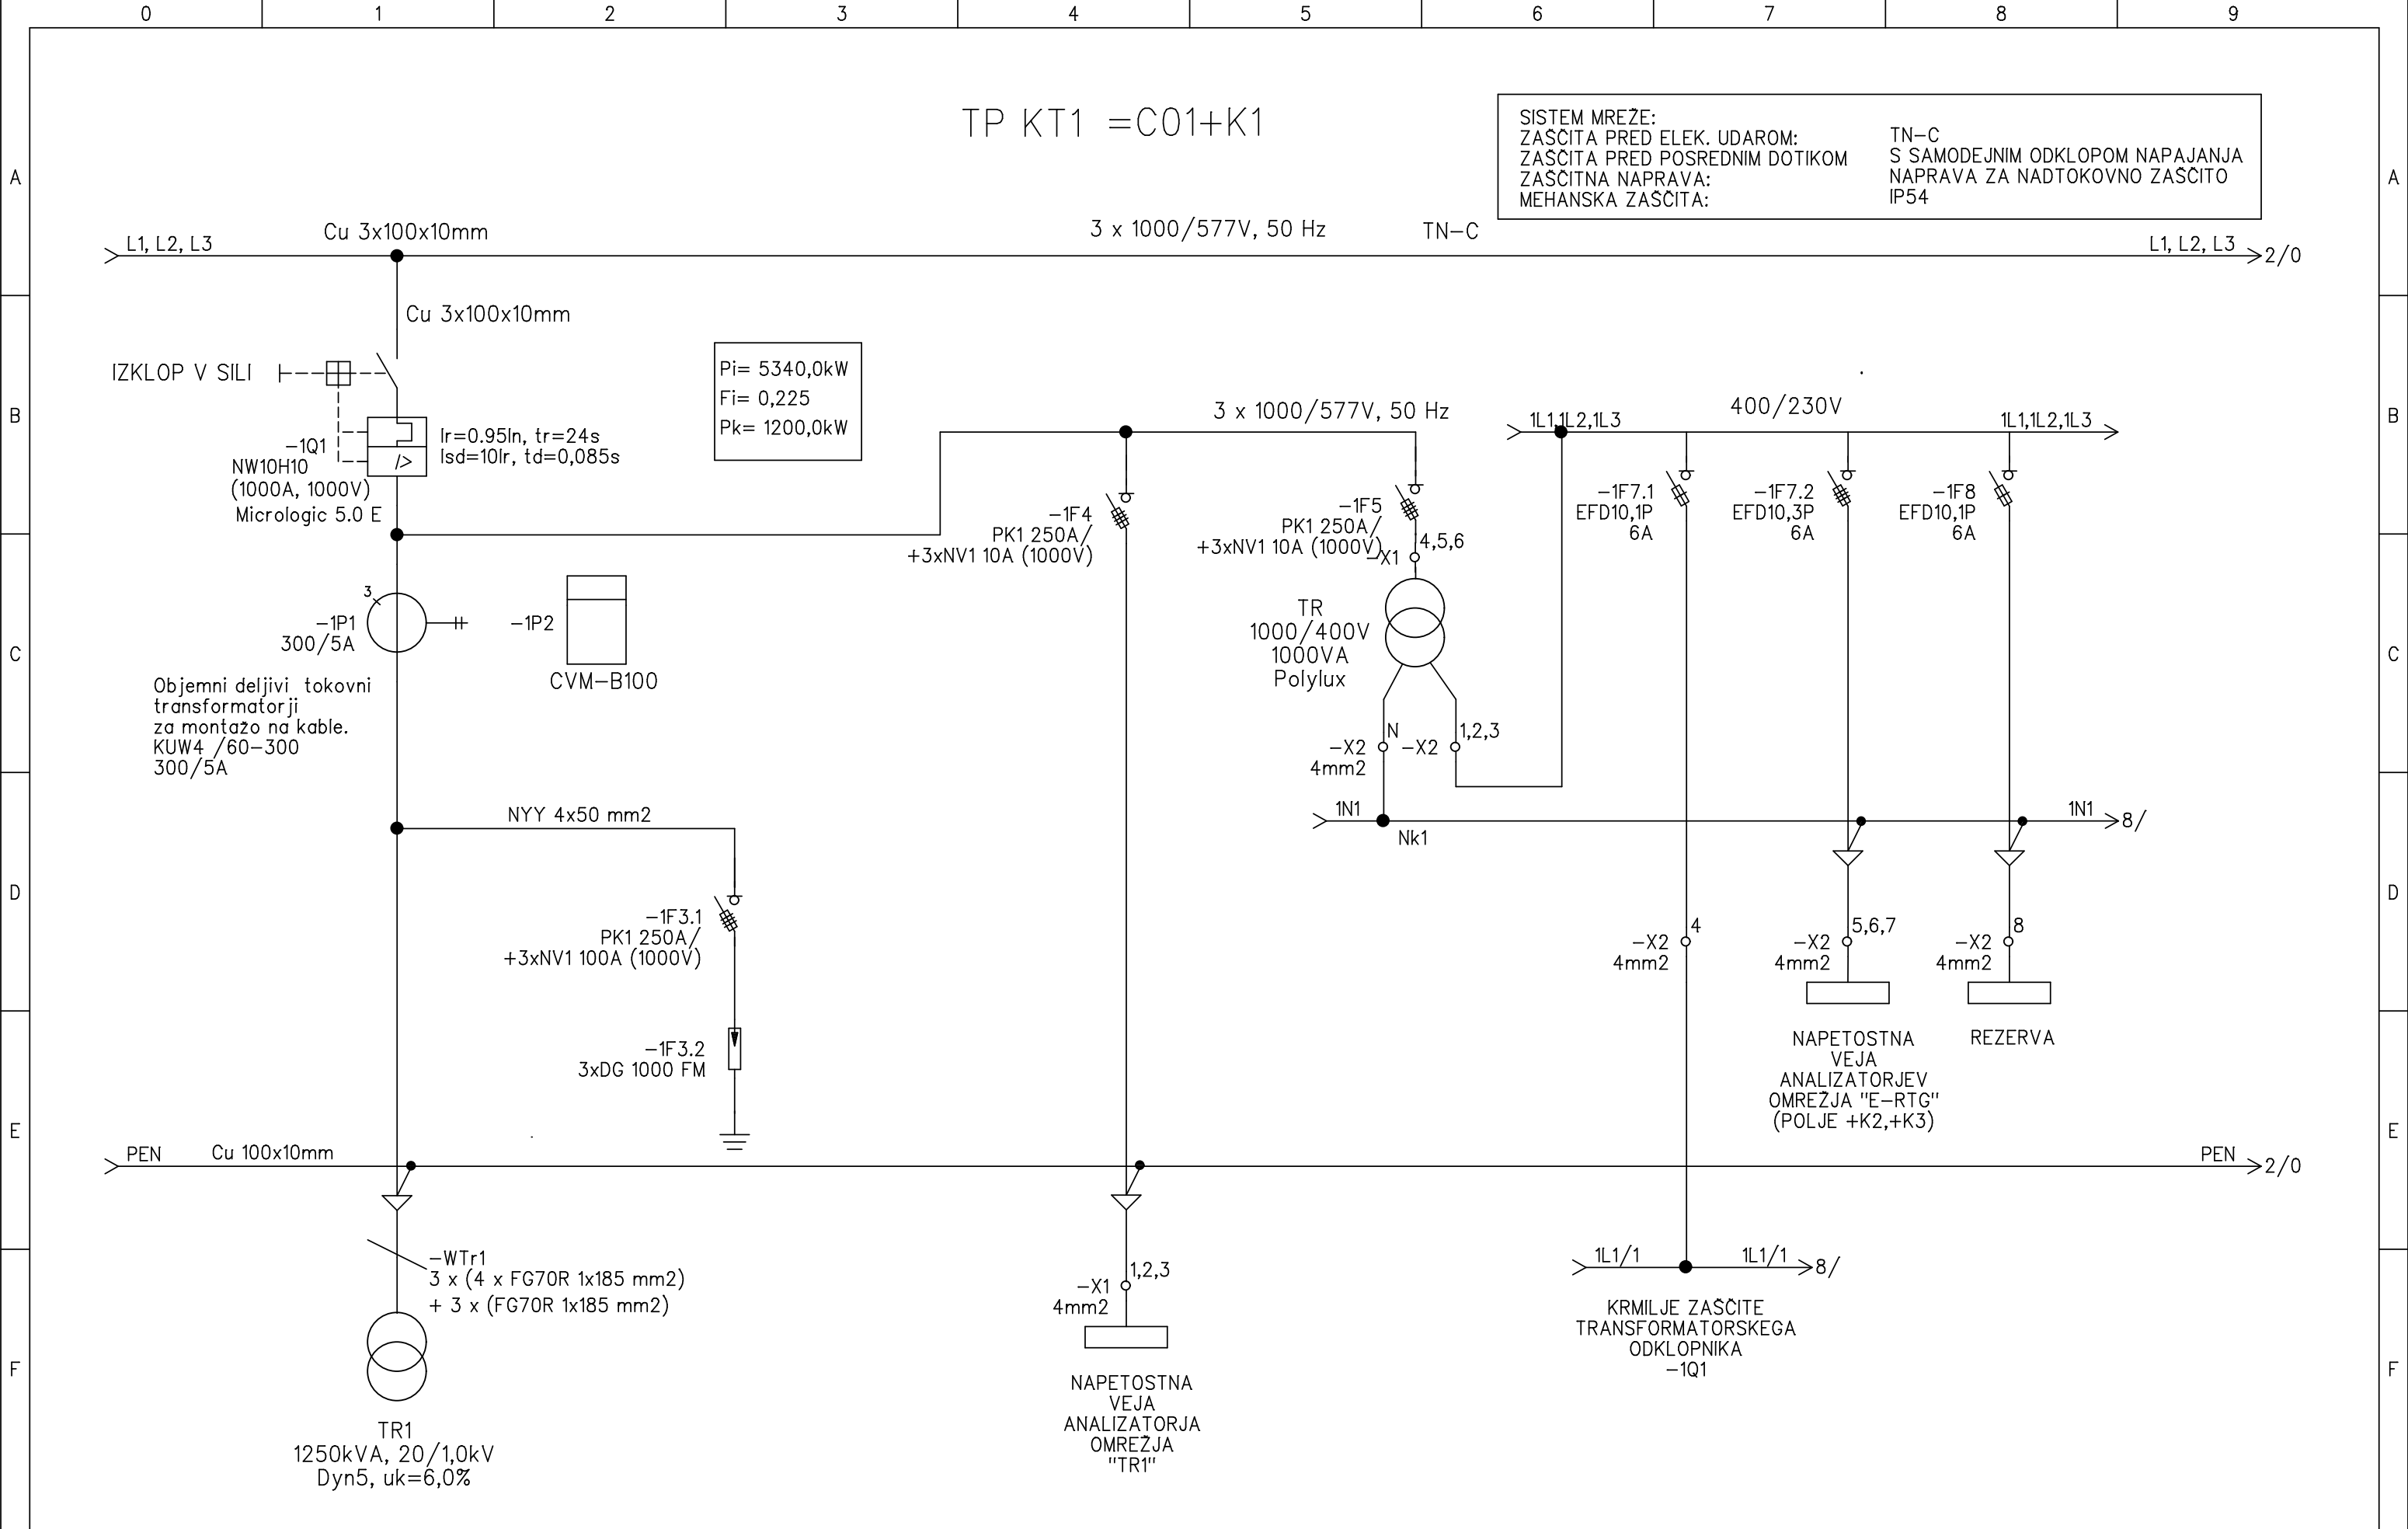 0 1 2 3 4 5 6 7 8 9
TP KT1 =C01+K1
SISTEM MREŽE:
ZAŠČITA PRED ELEK. UDAROM:
ZAŠČITA PRED POSREDNIM DOTIKOM
ZAŠČITNA NAPRAVA:
MEHANSKA ZAŠČITA:
TN-C
S SAMODEJNIM ODKLOPOM NAPAJANJA
NAPRAVA ZA NADTOKOVNO ZAŠČITO
IP54
A A
L1, L2, L3
Cu 3x100x10mm
3 x 1000/577V, 50 Hz
TN-C
L1, L2, L3
2/0
Cu 3x100x10mm
IZKLOP V SILI
B B
-1Q1
NW10H10
(1000A, 1000V)
Micrologic 5.0 E
Ir=0.95In, tr=24s
Isd=10Ir, td=0,085s
Pi= 5340,0kW
Fi= 0,225
Pk= 1200,0kW
3 x 1000/577V, 50 Hz
1L1,1L2,1L3
400/230V
1L1,1L2,1L3
-1F4
PK1 250A/
+3xNV1 10A (1000V)
-1F5
PK1 250A/
+3xNV1 10A (1000V)
-X1
4,5,6
-1F7.1
EFD10,1P
6A
-1F7.2
EFD10,3P
6A
-1F8
EFD10,1P
6A
C C
3
-1P1
300/5A
-1P2
CVM-B100
Objemni deljivi tokovni
transformatorji
za montažo na kable.
KUW4 /60-300
300/5A
TR
1000/400V
1000VA
Polylux
-X2
4mm2
N
-X2
1,2,3
1N1
Nk1
1N1
8/
D D
NYY 4x50 mm2
-1F3.1
PK1 250A/
+3xNV1 100A (1000V)
-1F3.2
3xDG 1000 FM
-X2
4mm2
4
-X2
4mm2
5,6,7
-X2
4mm2
8
NAPETOSTNA
VEJA
ANALIZATORJEV
OMREŽJA "E-RTG"
(POLJE +K2,+K3)
REZERVA
E E
PEN
Cu 100x10mm
PEN
2/0
-WTr1
3 x (4 x FG70R 1x185 mm2)
+ 3 x (FG70R 1x185 mm2)
-X1
4mm2
1,2,3
1L1/1
1L1/1
8/
KRMILJE ZAŠČITE
TRANSFORMATORSKEGA
ODKLOPNIKA
-1Q1
F F
NAPETOSTNA
VEJA
ANALIZATORJA
OMREŽJA
"TR1"
TR1
1250kVA, 20/1,0kV
Dyn5, uk=6,0%
I>